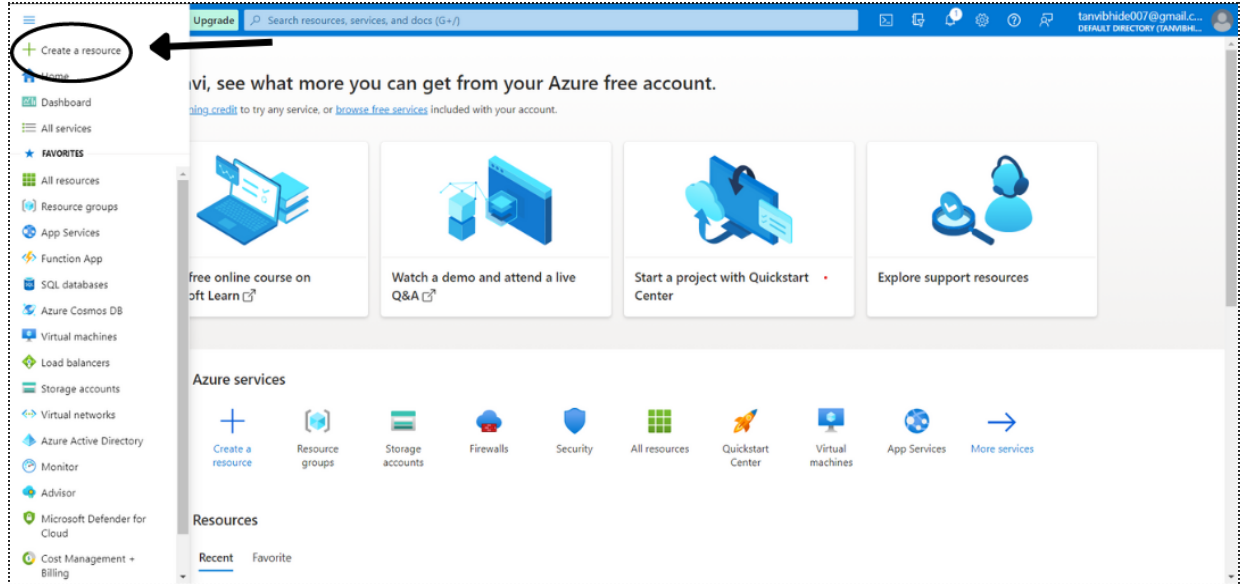 Upgrade
Search resources, services, and docs (G+/)
1
tanvibhide007@gmail.c...
DEFAULT DIRECTORY (TANVIBHI...
Create a resource
Home
Dashboard
All services
FAVORITES
All resources
Resource groups
App Services
Function App
SQL databases
Azure Cosmos DB
Virtual machines
Load balancers
Storage accounts
Virtual networks
Azure Active Directory
Monitor
Advisor
Microsoft Defender for
Cloud
Cost Management +
Billing
vi, see what more you can get from your Azure free account.
ning credit to try any service, or browse free services included with your account.
free online course on
oft Learn
Watch a demo and attend a live
Q&A
Start a project with Quickstart
Center
Explore support resources
Azure services
Create a
resource
Resource
groups
Storage
accounts
Firewalls
Security
All resources
Quickstart
Center
Virtual
machines
App Services
More services
Resources
Recent
Favorite